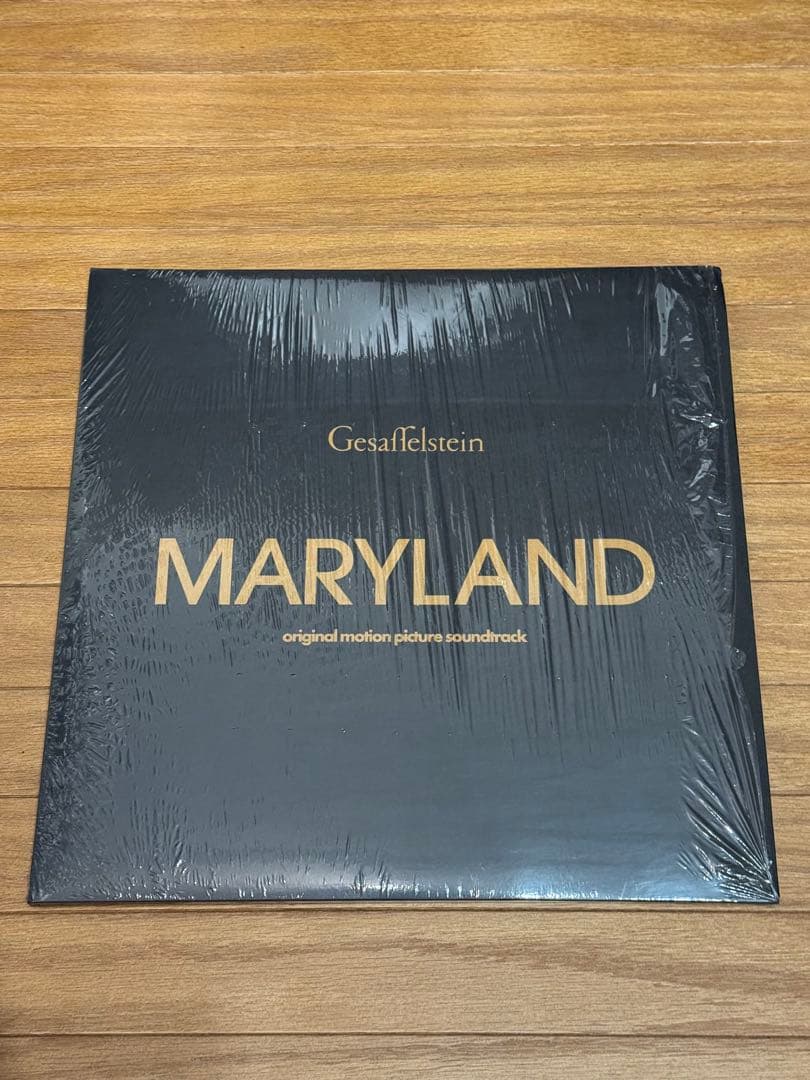 Gesaffelstein
MARYLAND
original motion picture soundtrack